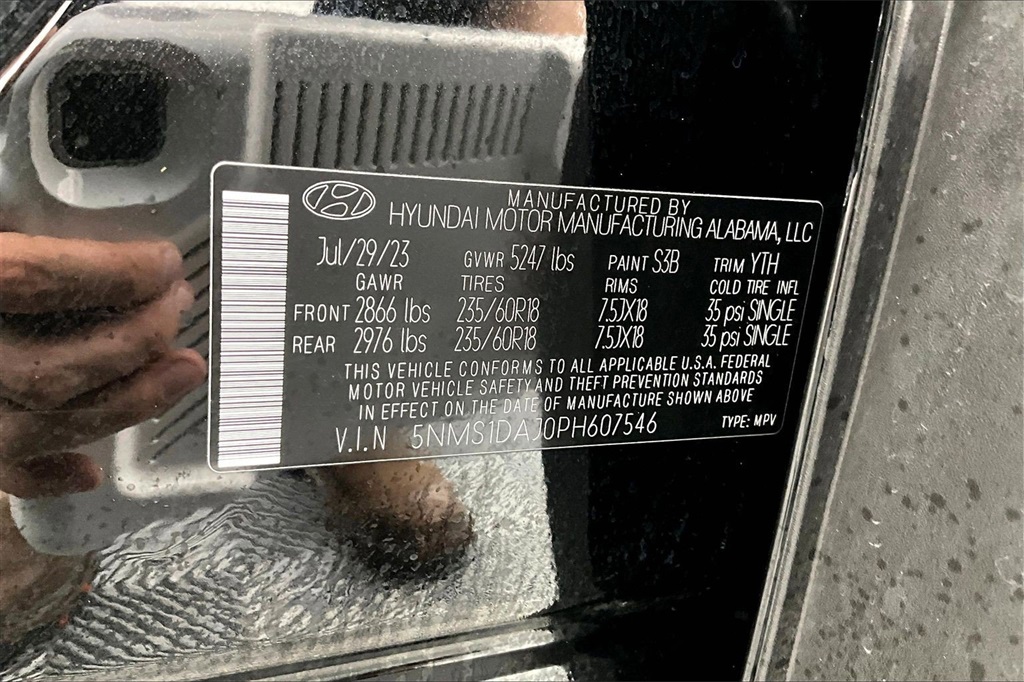 MANUFACTURED BY
HYUNDAI MOTOR MANUFACTURING ALABAMA, LLC
Jul/29/23 GVWR 5247 lbs PAINT S3B TRIM YTH
GAWR TIRES RIMS COLD TIRE INFL
FRONT 2866 lbs 235/60R18 7.5JX18 35 psi SINGLE
REAR 2976 lbs 235/60R18 7.5JX18 35 psi SINGLE
THIS VEHICLE CONFORMS TO ALL APPLICABLE U.S.A. FEDERAL
MOTOR VEHICLE SAFETY AND THEFT PREVENTION STANDARDS
IN EFFECT ON THE DATE OF MANUFACTURE SHOWN ABOVE
V.I.N 5NMS1DAJ0PH607546 TYPE: MPV